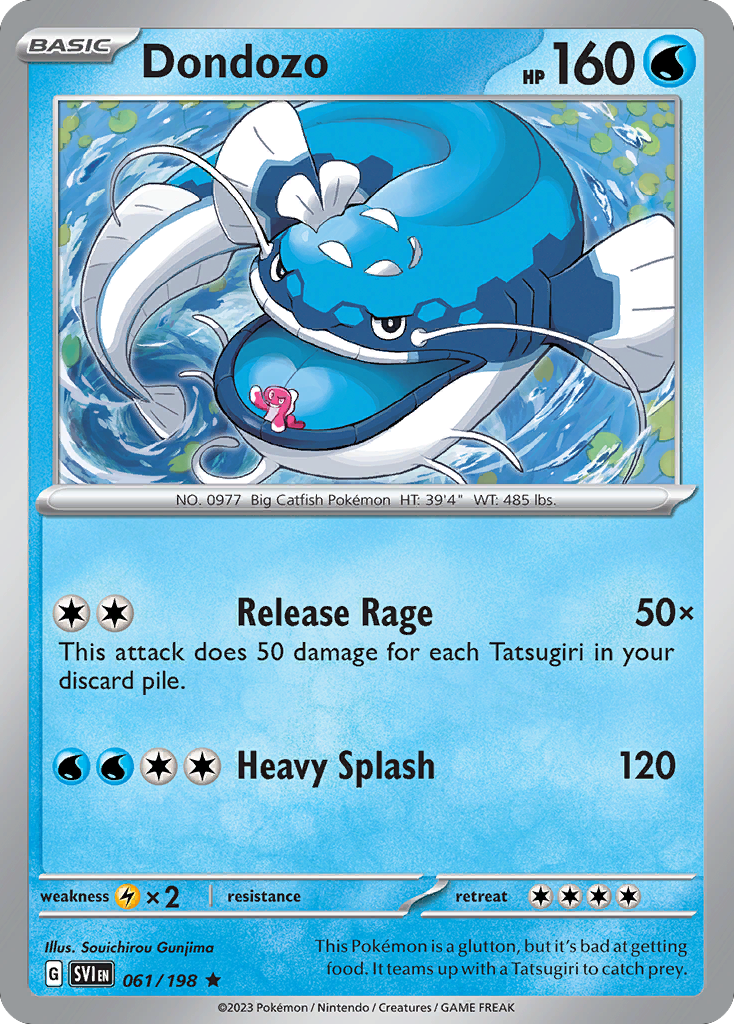 BASIC
Dondozo
HP 160
NO. 0977 Big Catfish Pokémon HT: 39'4" WT: 485 lbs.
Release Rage 50×
This attack does 50 damage for each Tatsugiri in your
discard pile.
Heavy Splash 120
weakness ×2 resistance retreat
Illus. Souichirou Gunjima
G SVI EN 061/198 ★
This Pokémon is a glutton, but it's bad at getting
food. It teams up with a Tatsugiri to catch prey.
©2023 Pokémon / Nintendo / Creatures / GAME FREAK